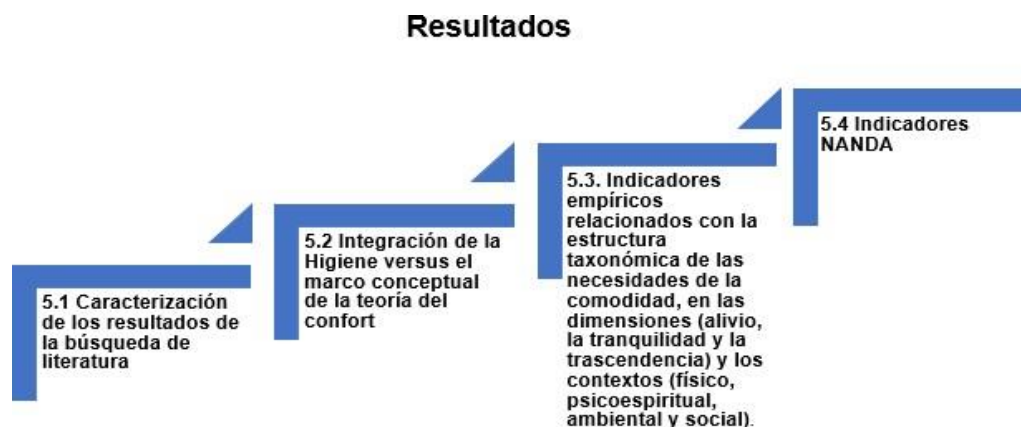 Resultados
5.1 Caracterización
de los resultados de
la búsqueda de
literatura
5.2 Integración de la
Higiene versus el
marco conceptual
de la teoría del
confort
5.3. Indicadores
empíricos
relacionados con la
estructura
taxonómica de las
necesidades de la
comodidad, en las
dimensiones (alivio,
la tranquilidad y la
trascendencia) y los
contextos (físico,
psicoespiritual,
ambiental y social).
5.4 Indicadores
NANDA